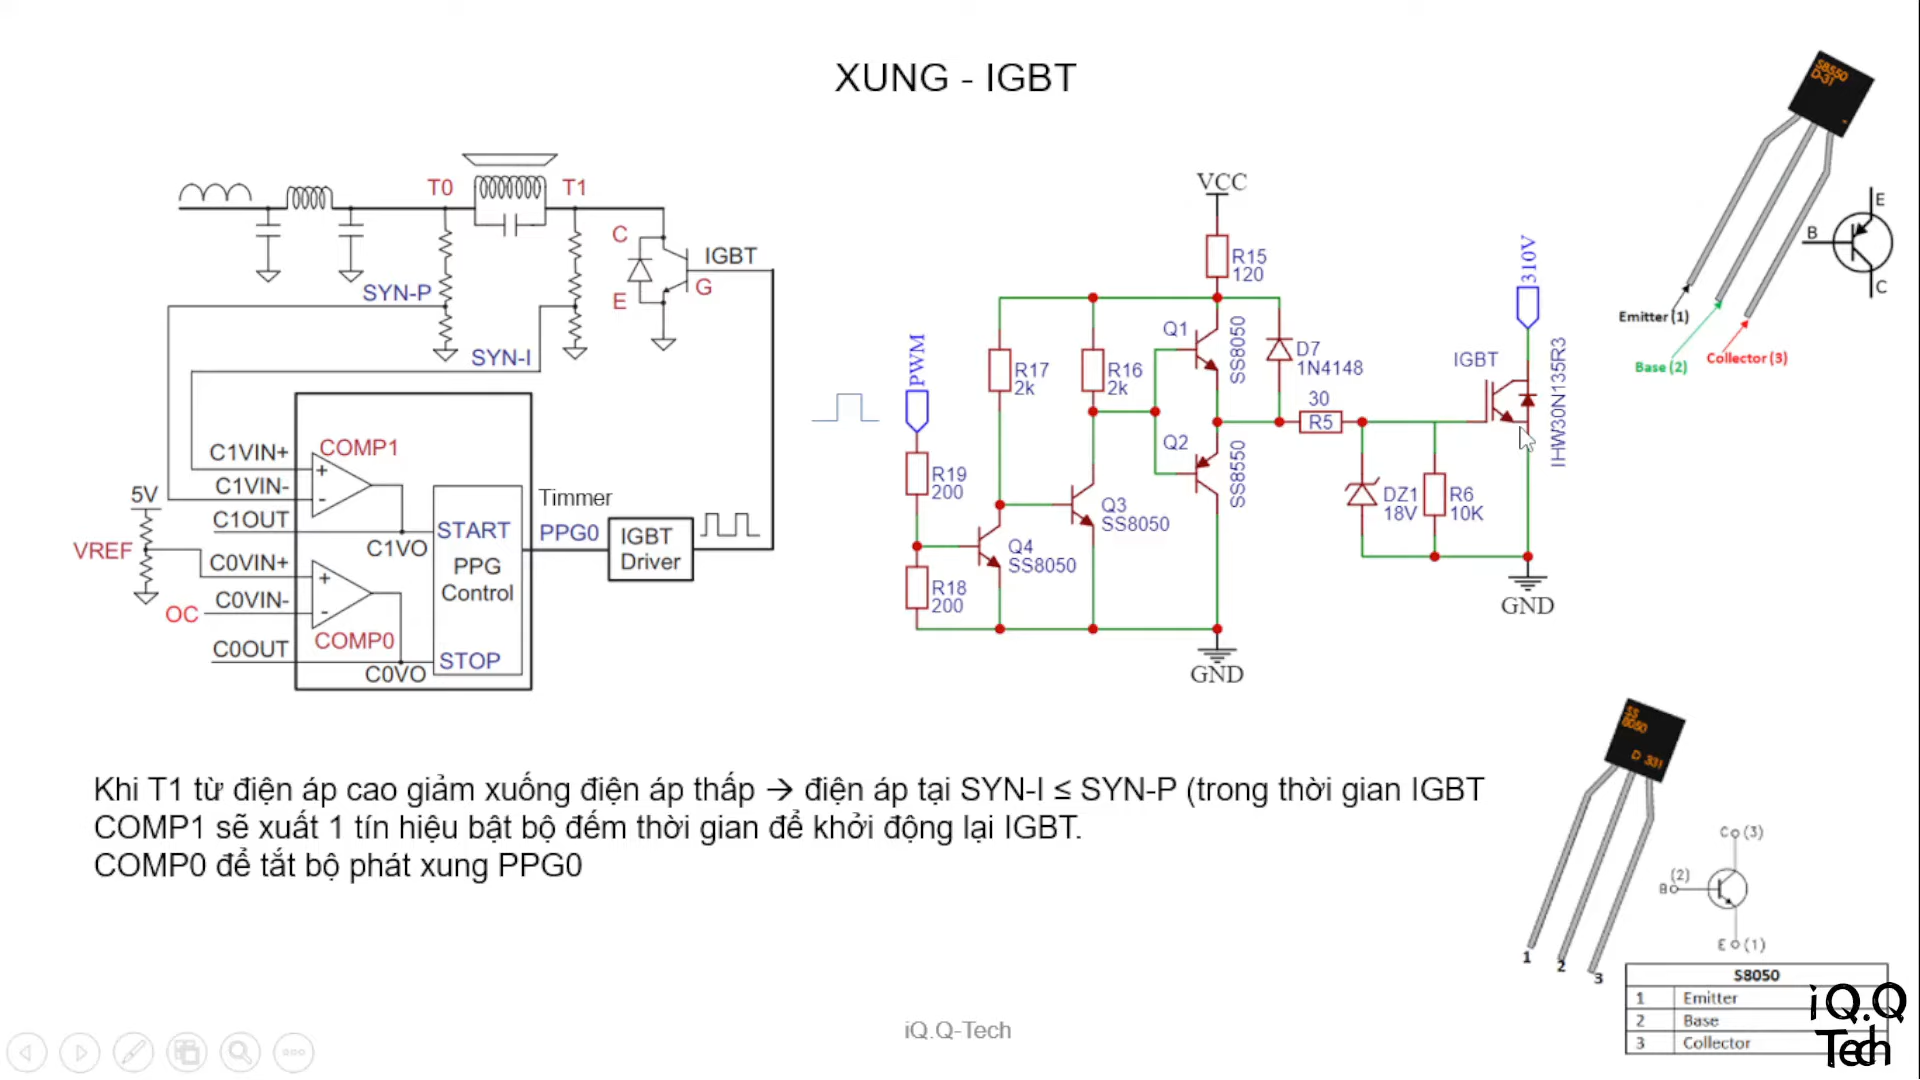 XUNG - IGBT
T0
T1
C
IGBT
G
E
SYN-P
SYN-I
C1VIN+
COMP1
+
C1VIN-
-
5V
C1OUT
START
Timmer
PPG0
IGBT
Driver
VREF
C1VO
C0VIN+
PPG
Control
+
C0VIN-
-
OC
COMP0
C0OUT
STOP
C0VO
VCC
R15
120
PWM
R17
2k
R16
2k
Q1
SS8050
D7
1N4148
30
R5
Q2
SS8550
IGBT
310V
IHW30N135R3
R19
200
Q3
SS8050
DZ1
18V
R6
10K
Q4
SS8050
R18
200
GND
GND
S8550
D-31
E
B
C
Emitter (1)
Base (2)
Collector (3)
Khi T1 từ điện áp cao giảm xuống điện áp thấp → điện áp tại SYN-I ≤ SYN-P (trong thời gian IGBT
COMP1 sẽ xuất 1 tín hiệu bật bộ đếm thời gian để khởi động lại IGBT.
COMP0 để tắt bộ phát xung PPG0
SS
8050
D 331
C (3)
(2)
B
E (1)
1
2
3
S8050
1 Emitter
2 Base
3 Collector
iQ.Q
Tech
iQ.Q-Tech